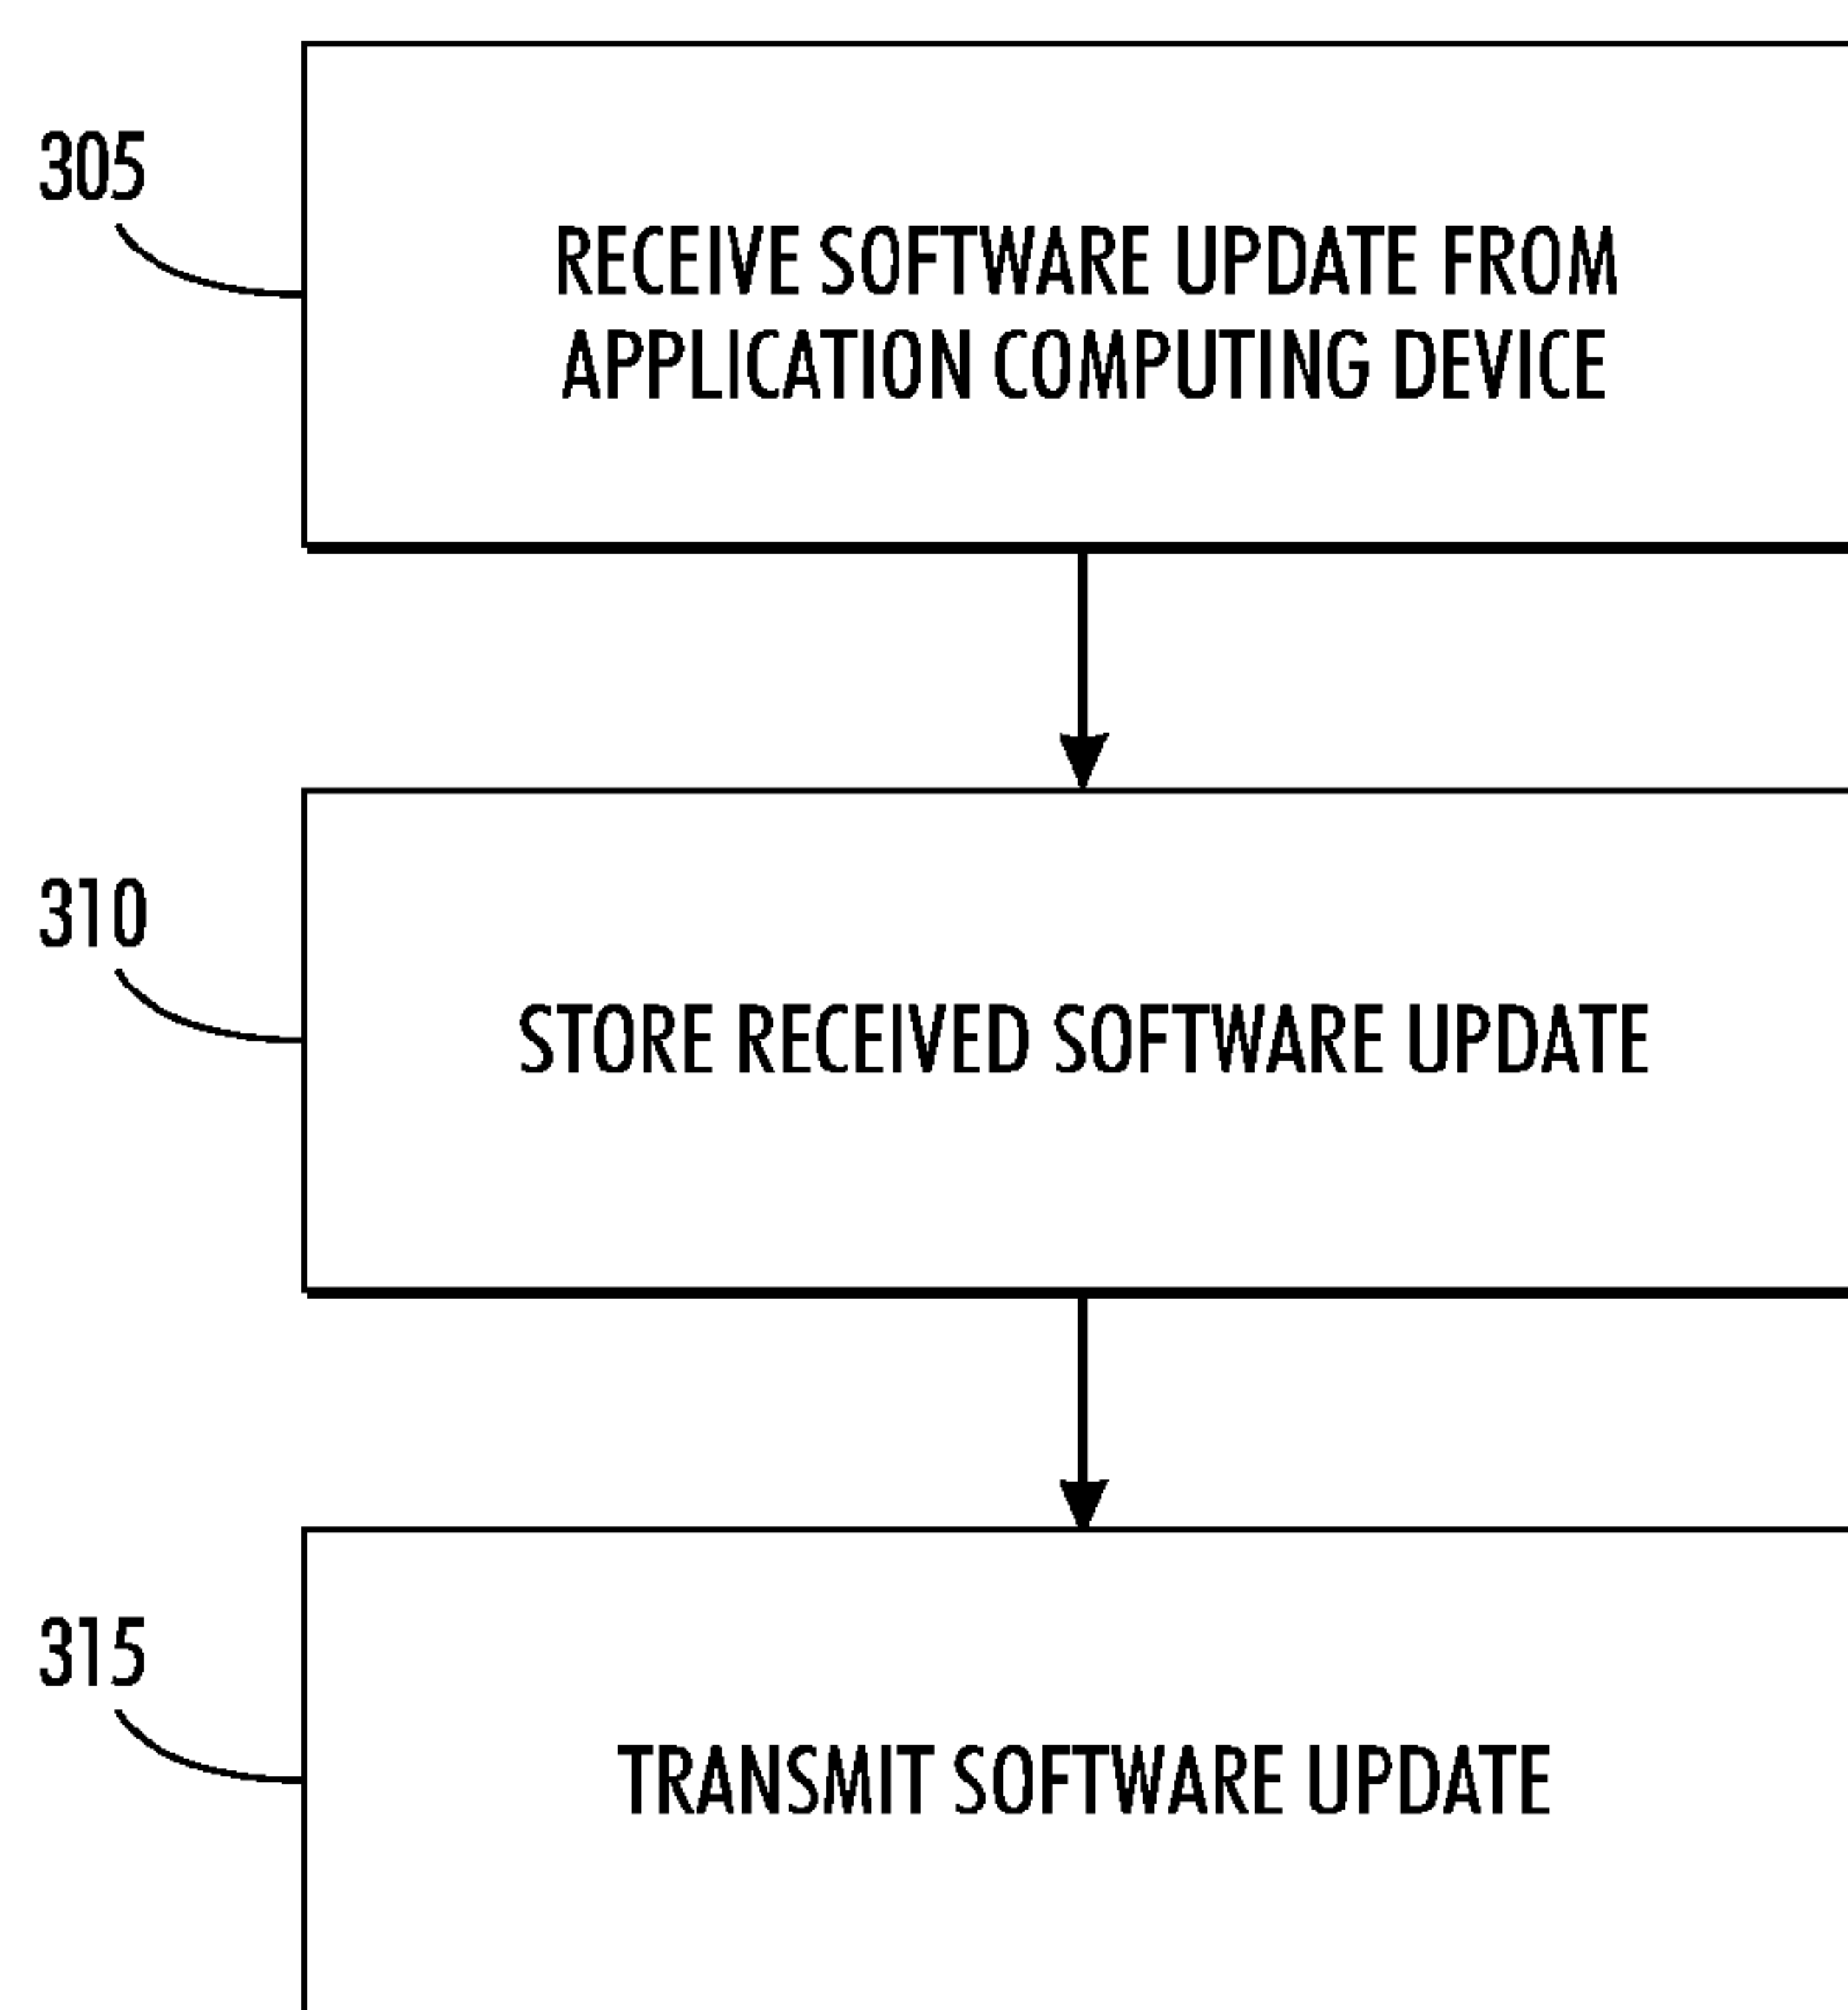 305
RECEIVE SOFTWARE UPDATE FROM
APPLICATION COMPUTING DEVICE
310
STORE RECEIVED SOFTWARE UPDATE
315
TRANSMIT SOFTWARE UPDATE